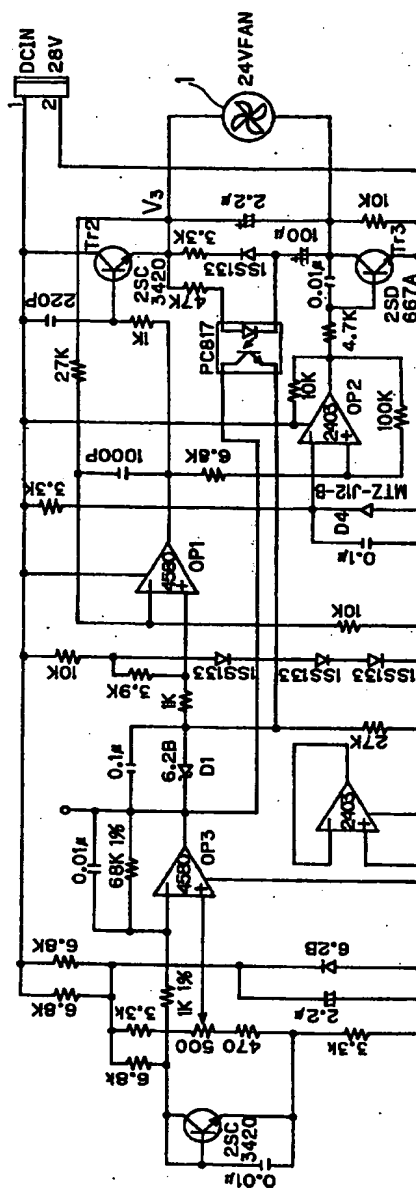 DCIN
1
28V
2
1
24VFAN
V3
Tr2
2SC
3420
220P
1K
27K
1000P
6.8K
3.3K
47K
3.3K
1SS133
2.2μ
100μ
0.01μ
4.7K
10K
Tr3
2SD
667A
PC817
10K
2403
OP2
100K
MTZ-J12-B
D4
0.1μ
4580
OP1
10K
10K
3.9K
1K
1SS133
1SS133
1SS133
27K
0.1μ
6.2B
D1
0.01μ
68K 1%
4580
OP3
2403
6.8K
6.8K
1K 1%
3.3K
6.8k
500
470
2.2μ
6.2B
3.3k
2SC
3420
0.01μ